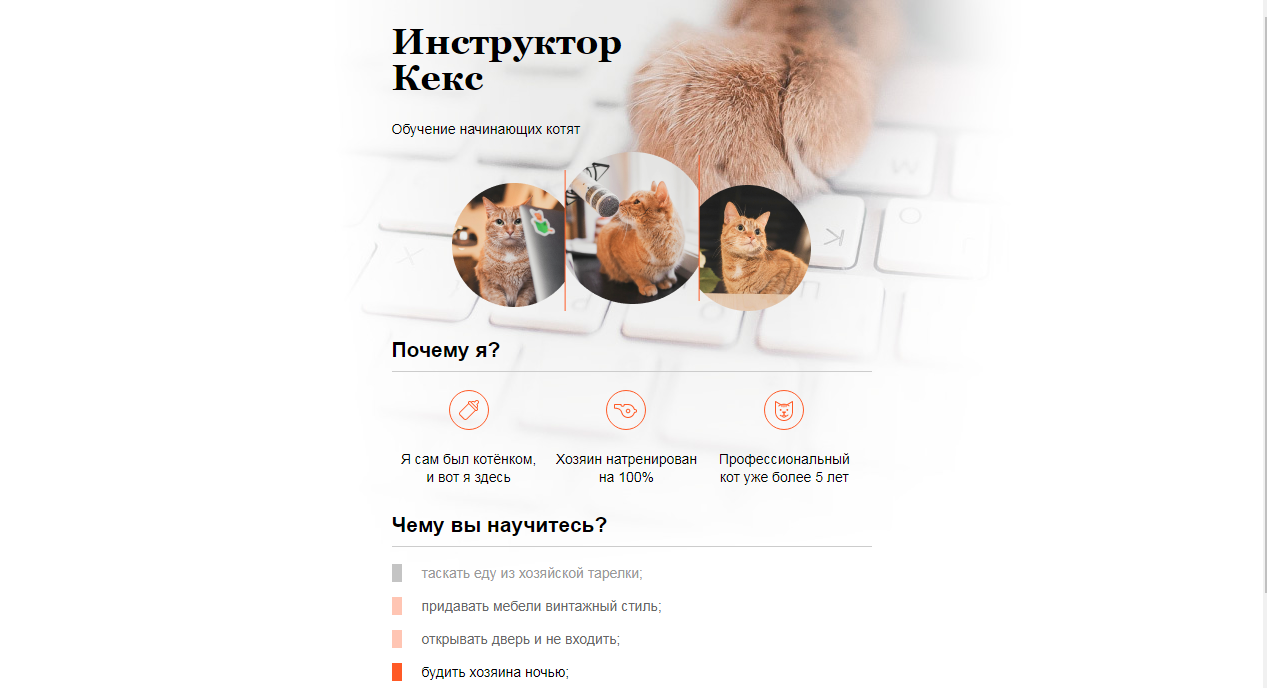 Инструктор
Кекс
Обучение начинающих котят
Почему я?
Я сам был котёнком,
и вот я здесь
Хозяин натренирован
на 100%
Профессиональный
кот уже более 5 лет
Чему вы научитесь?
таскать еду из хозяйской тарелки;
придавать мебели винтажный стиль;
открывать дверь и не входить;
будить хозяина ночью;